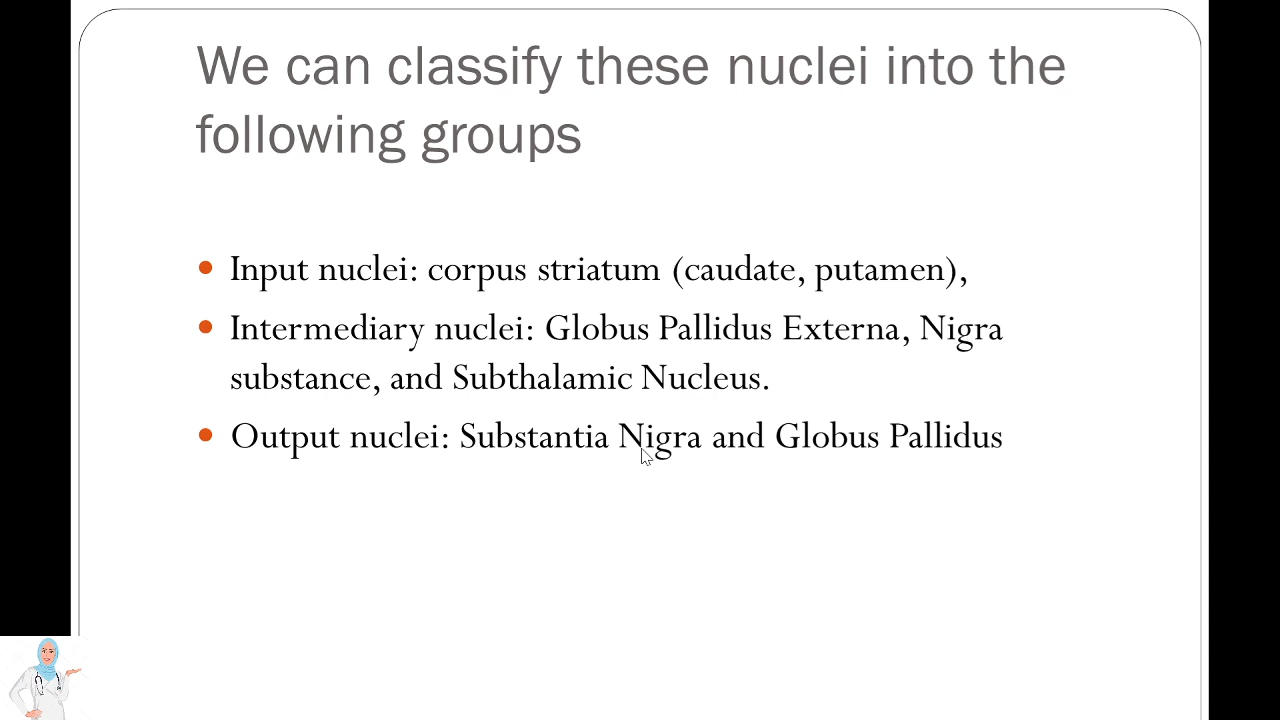 We can classify these nuclei into the
following groups
Input nuclei: corpus striatum (caudate, putamen),
Intermediary nuclei: Globus Pallidus Externa, Nigra
substance, and Subthalamic Nucleus.
Output nuclei: Substantia Nigra and Globus Pallidus